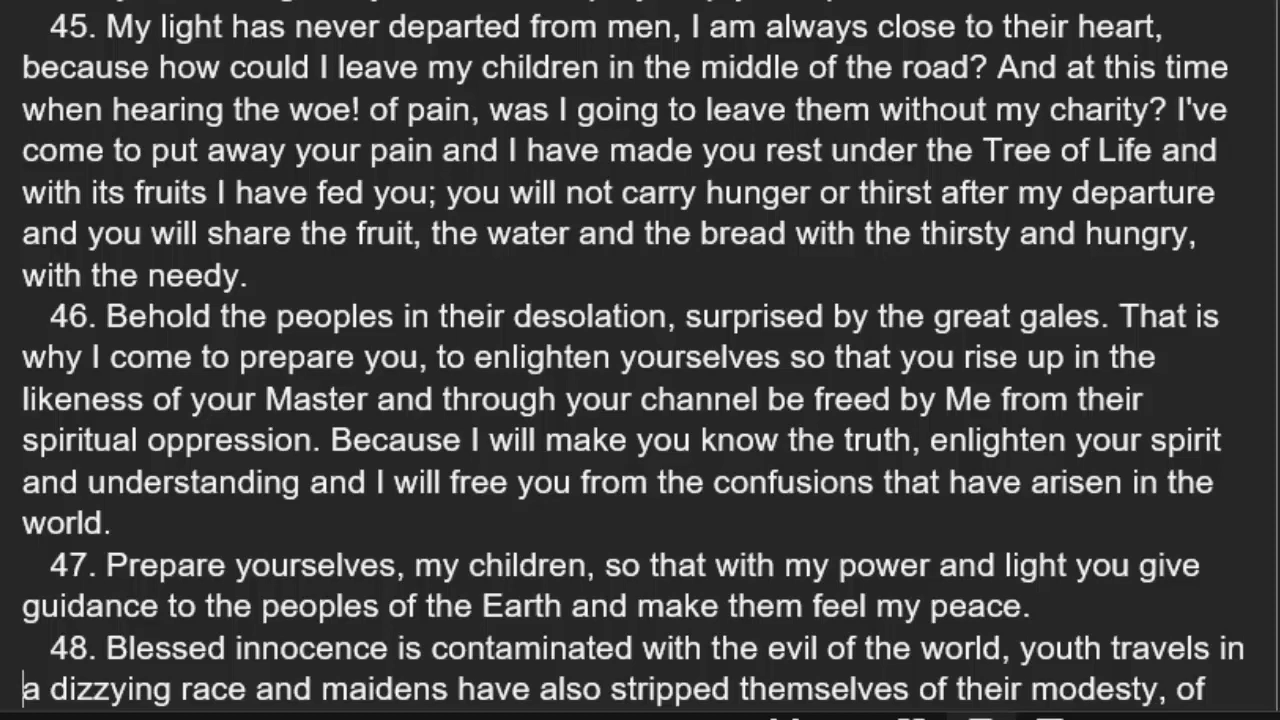 45. My light has never departed from men, I am always close to their heart,
because how could I leave my children in the middle of the road? And at this time
when hearing the woe! of pain, was I going to leave them without my charity? I've
come to put away your pain and I have made you rest under the Tree of Life and
with its fruits I have fed you; you will not carry hunger or thirst after my departure
and you will share the fruit, the water and the bread with the thirsty and hungry,
with the needy.
46. Behold the peoples in their desolation, surprised by the great gales. That is
why I come to prepare you, to enlighten yourselves so that you rise up in the
likeness of your Master and through your channel be freed by Me from their
spiritual oppression. Because I will make you know the truth, enlighten your spirit
and understanding and I will free you from the confusions that have arisen in the
world.
47. Prepare yourselves, my children, so that with my power and light you give
guidance to the peoples of the Earth and make them feel my peace.
48. Blessed innocence is contaminated with the evil of the world, youth travels in
a dizzying race and maidens have also stripped themselves of their modesty, of